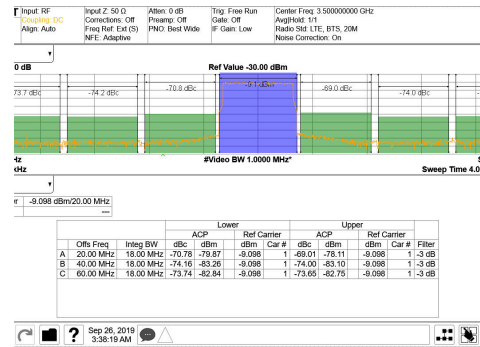 Input: RF
Coupling: DC
Align: Auto
Input Z: 50 Ω
Corrections: Off
Freq Ref: Ext (S)
NFE: Adaptive
Atten: 0 dB
Preamp: Off
PNO: Best Wide
Trig: Free Run
Gate: Off
IF Gain: Low
Center Freq: 3.500000000 GHz
Avg|Hold: 1/1
Radio Std: LTE, BTS, 20M
Noise Correction: On
0 dB
Ref Value -30.00 dBm
73.7 dBc
-74.2 dBc
-70.8 dBc
-9.1 dBm
-69.0 dBc
-74.0 dBc
Hz
#Video BW 1.0000 MHz*
kHz
Sweep Time 4.0
-9.098 dBm/20.00 MHz
---
Lower Upper
ACP Ref Carrier ACP Ref Carrier
Offs Freq Integ BW dBc dBm dBm Car # dBc dBm dBm Car # Filter
A 20.00 MHz 18.00 MHz -70.78 -79.87 -9.098 1 -69.01 -78.11 -9.098 1 -3 dB
B 40.00 MHz 18.00 MHz -74.16 -83.26 -9.098 1 -74.00 -83.10 -9.098 1 -3 dB
C 60.00 MHz 18.00 MHz -73.74 -82.84 -9.098 1 -73.65 -82.75 -9.098 1 -3 dB
?
Sep 26, 2019
3:38:19 AM